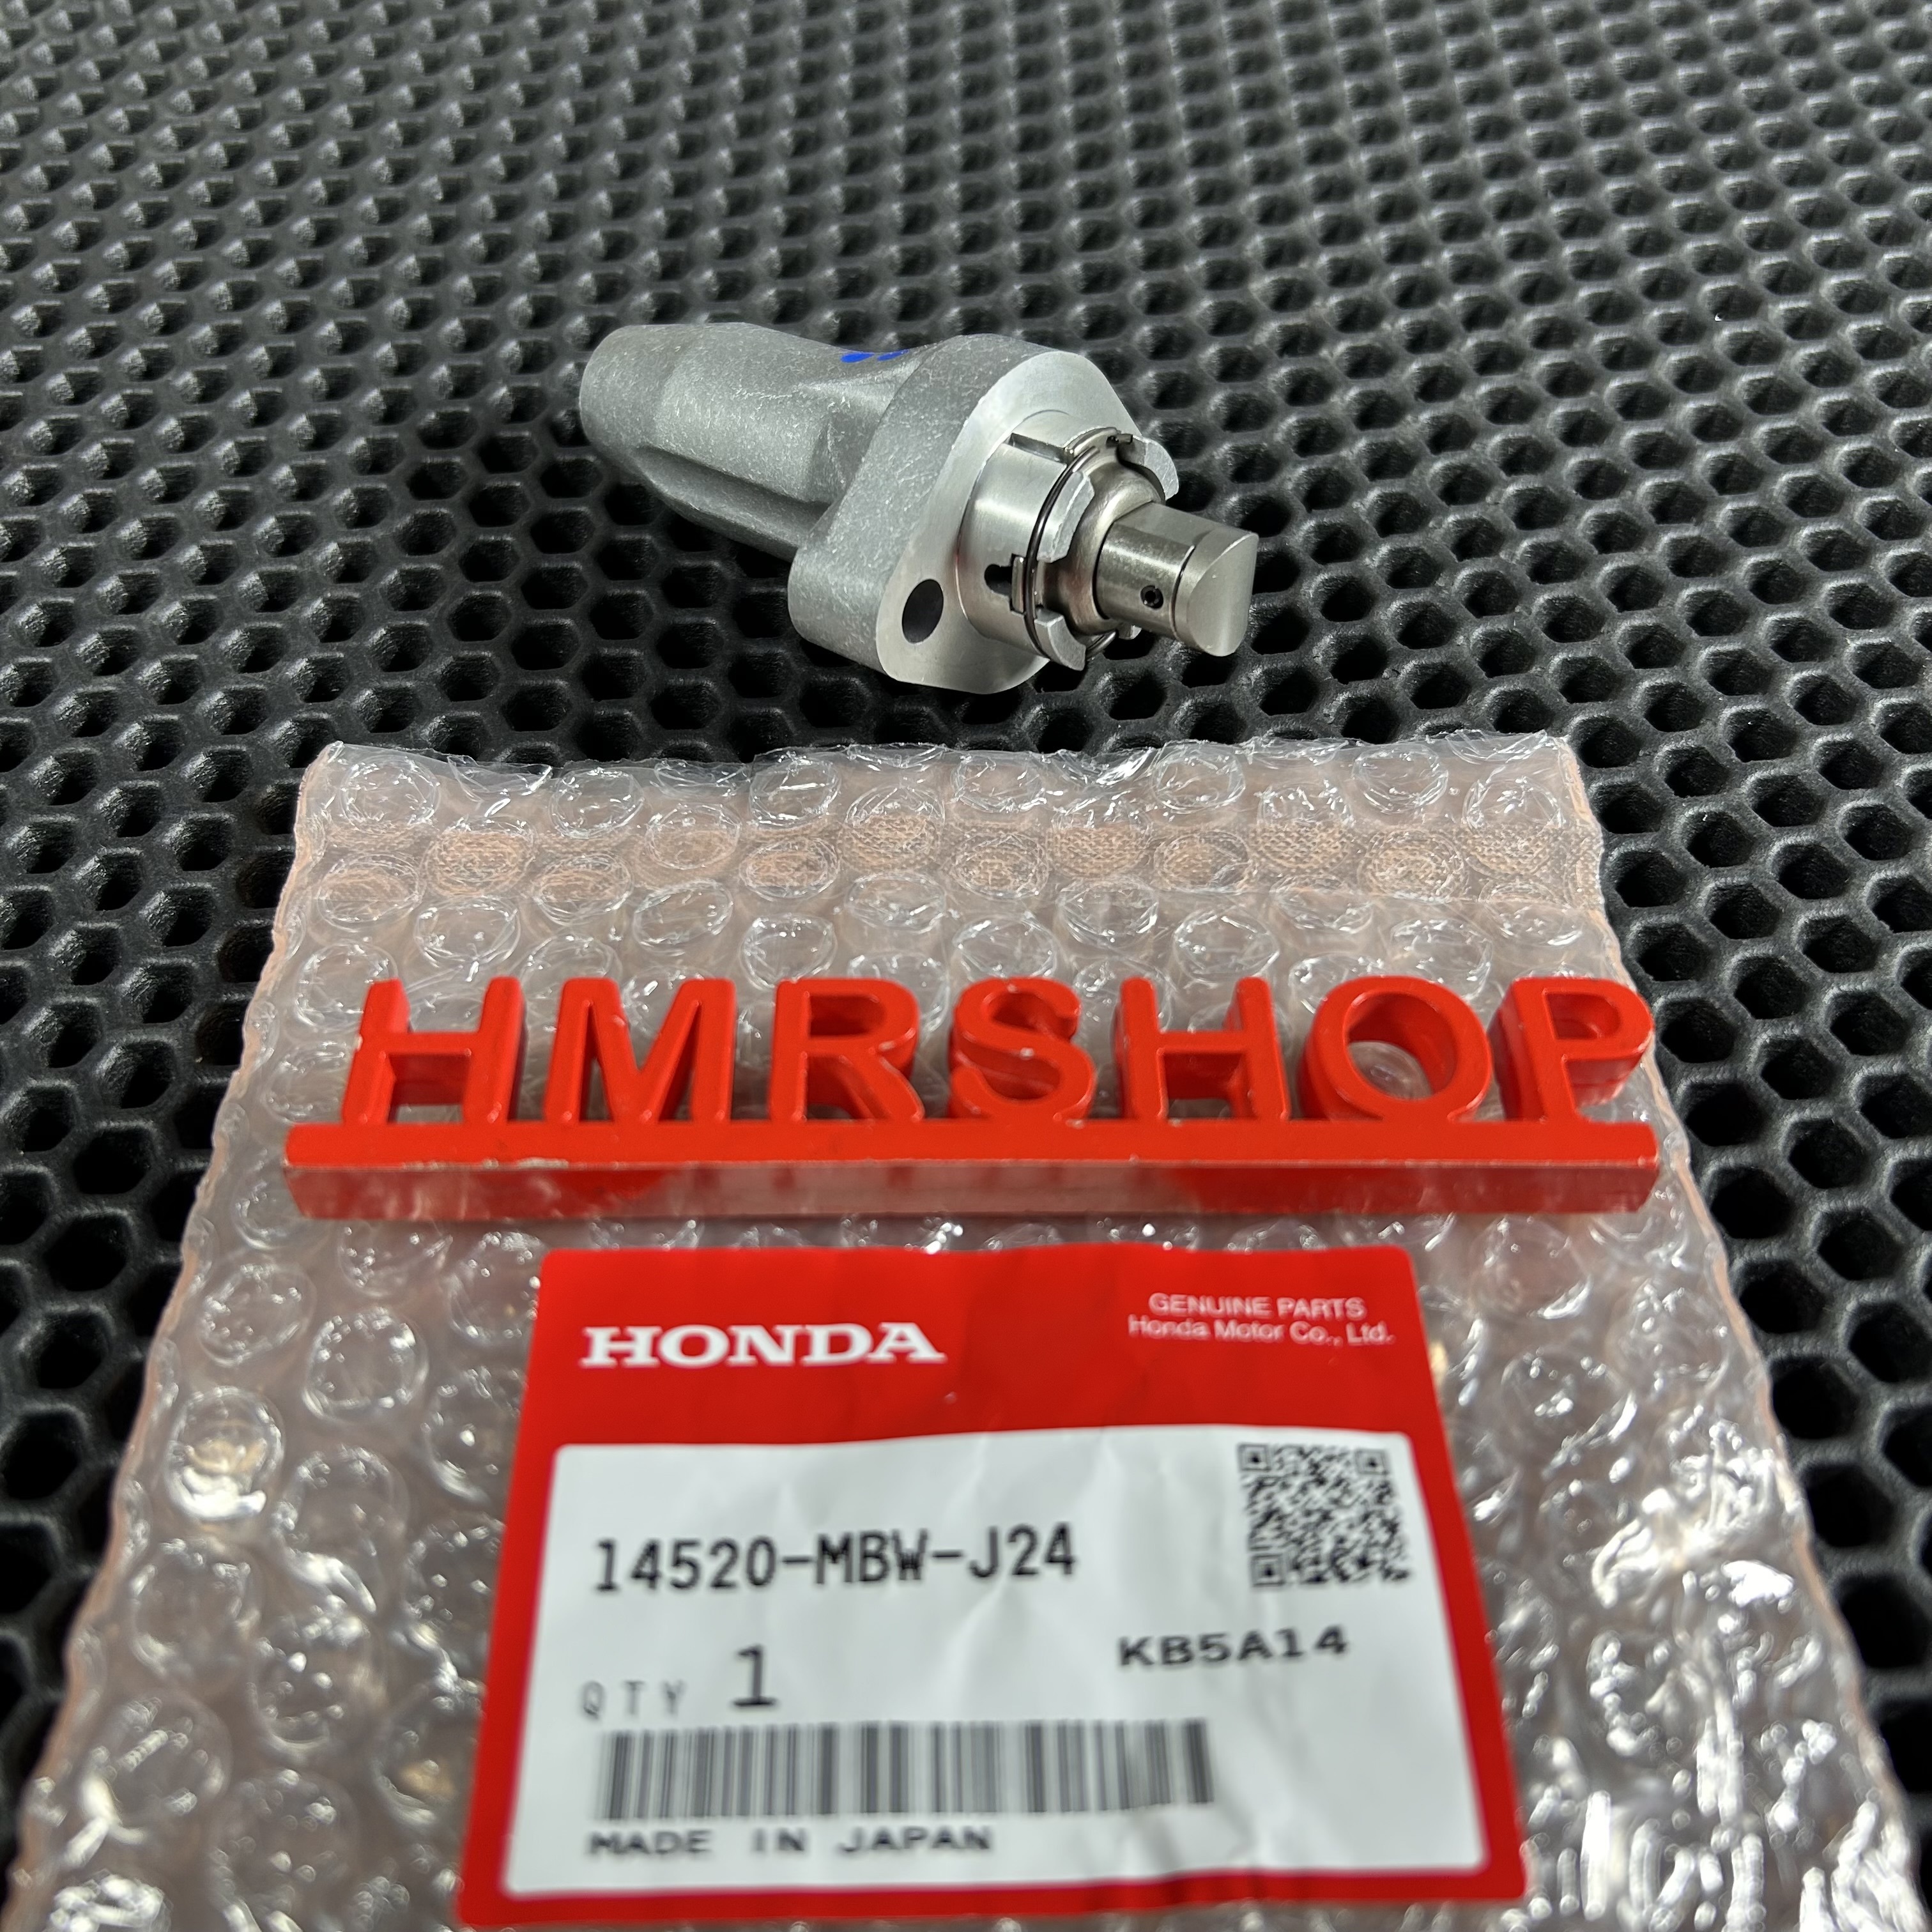 HMRSHOP
HONDA
GENUINE PARTS
Honda Motor Co., Ltd.
14520-MBW-J24
KB5A14
QTY 1
MADE IN JAPAN